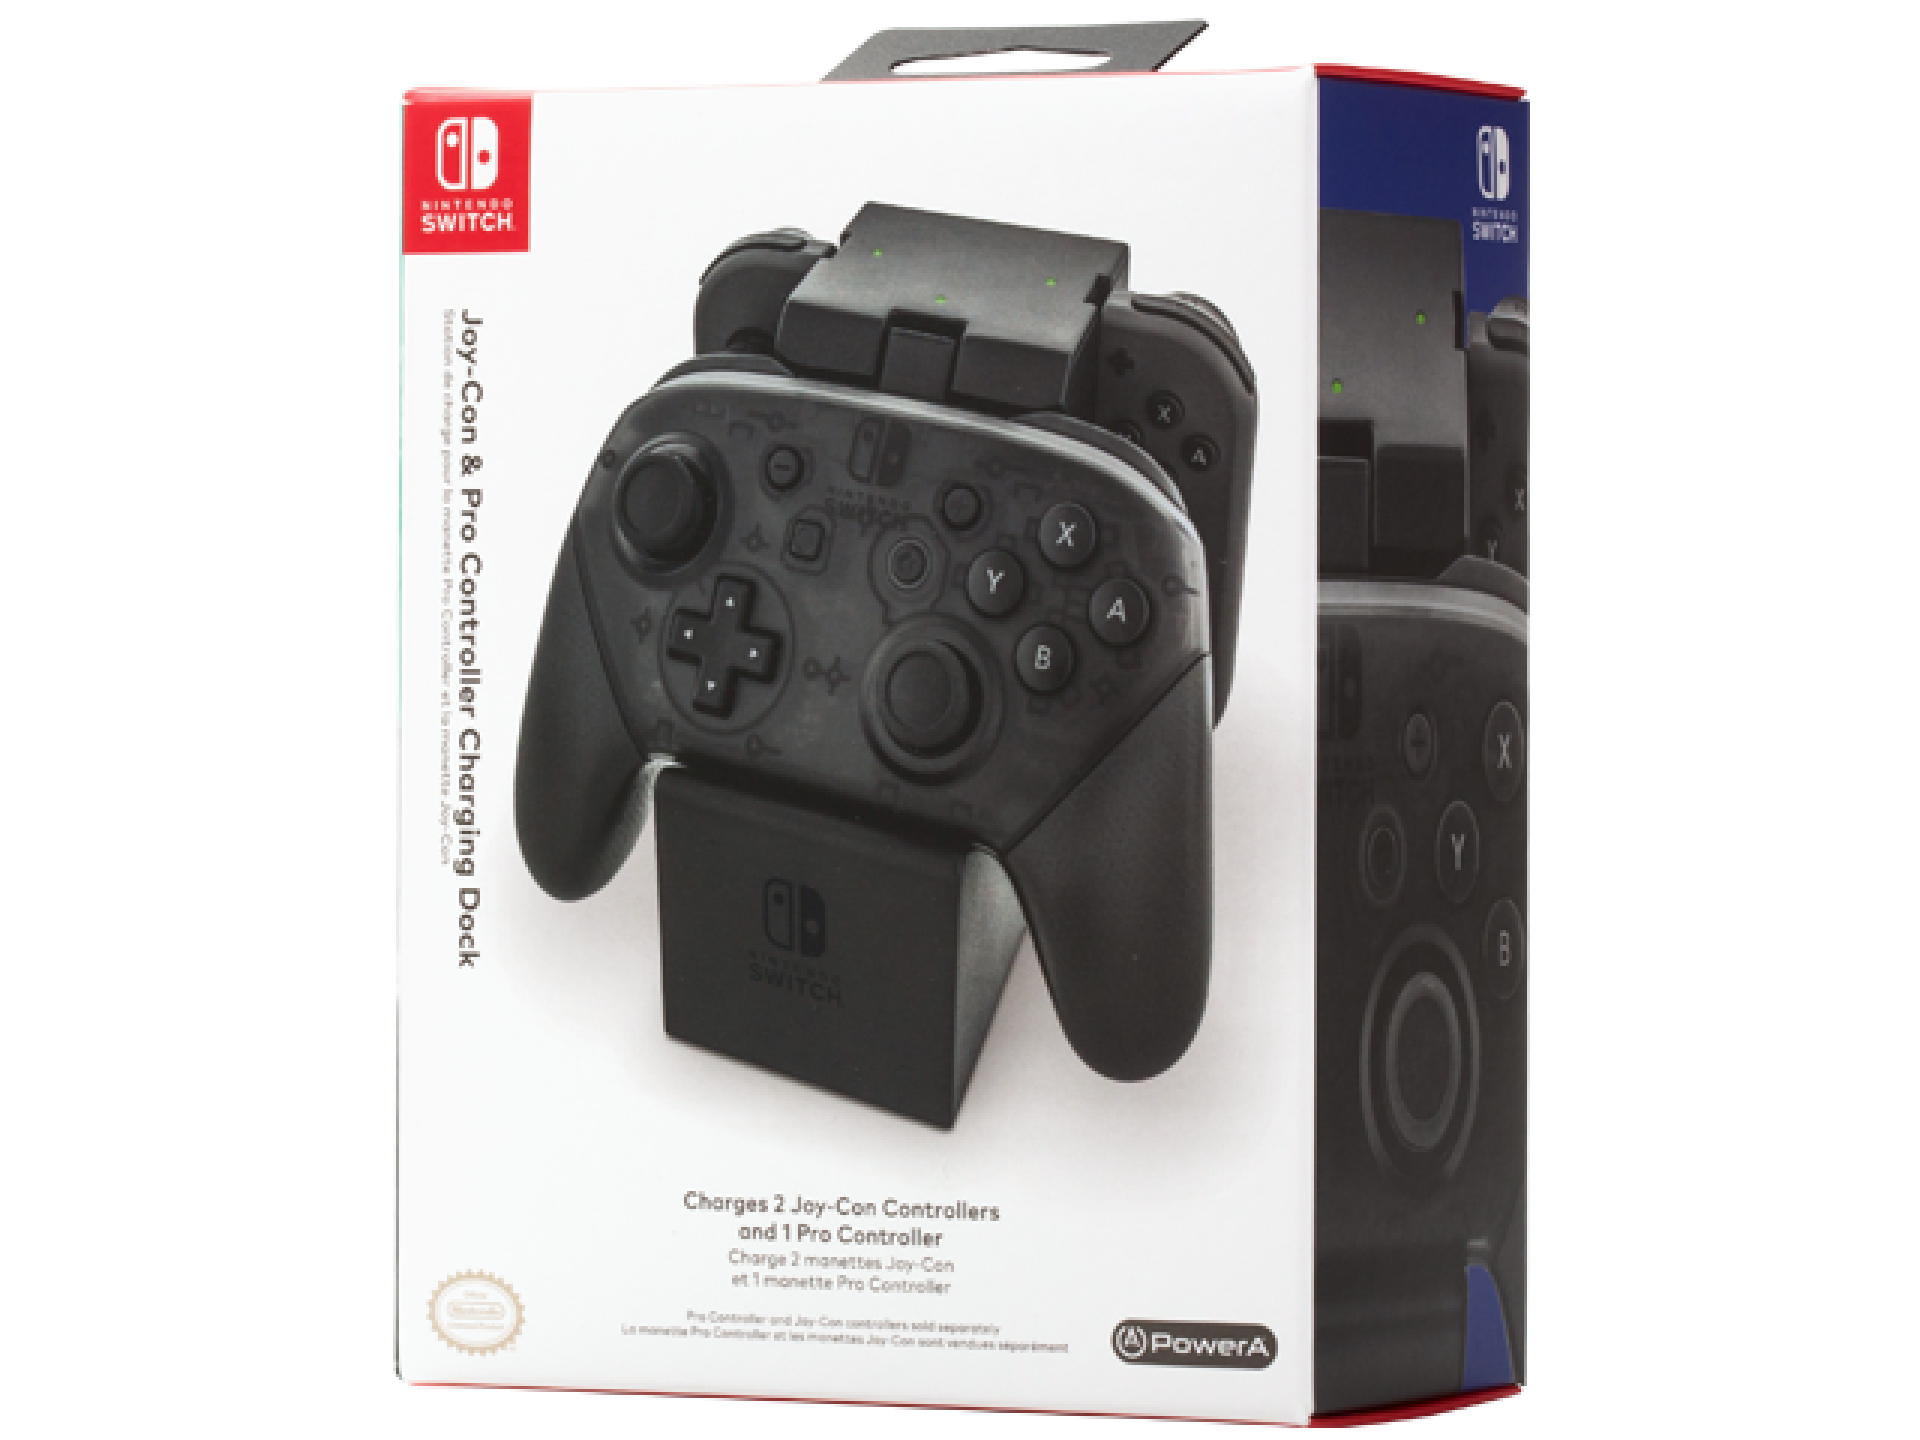 NINTENDO
SWITCH
Joy-Con & Pro Controller Charging Dock
Station de charge pour la manette Pro Controller et la manette Joy-Con
NINTENDO
SWITCH
X
Y
A
B
X
A
NINTENDO
SWITCH
Charges 2 Joy-Con Controllers
and 1 Pro Controller
Charge 2 manettes Joy-Con
et 1 manette Pro Controller
Pro Controller and Joy-Con controllers sold separately
La manette Pro Controller et les manettes Joy-Con sont vendues séparément
Nintendo
PowerA
NINTENDO
SWITCH
X
Y
X
Y
B